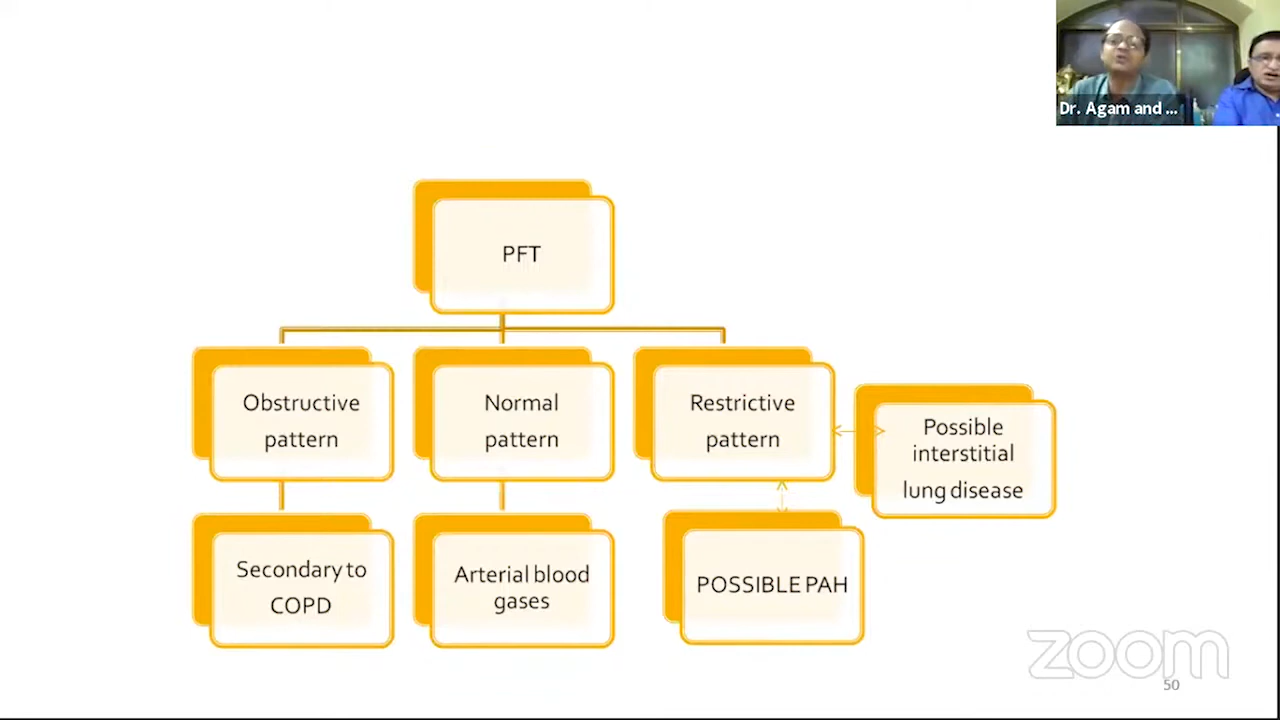 Dr. Agam and ...
PFT
Obstructive
pattern
Normal
pattern
Restrictive
pattern
Possible
interstitial
lung disease
Secondary to
COPD
Arterial blood
gases
POSSIBLE PAH
zoom
50